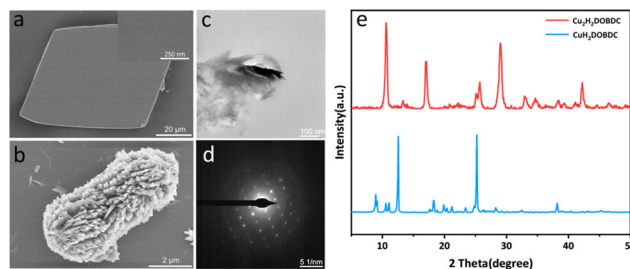 a
250 nm
20 µm
b
2 µm
c
100 nm
d
5 1/nm
e
Cu₂H₂DOBDC
CuH₂DOBDC
Intensity(a.u.)
10 20 30 40 50
2 Theta(degree)